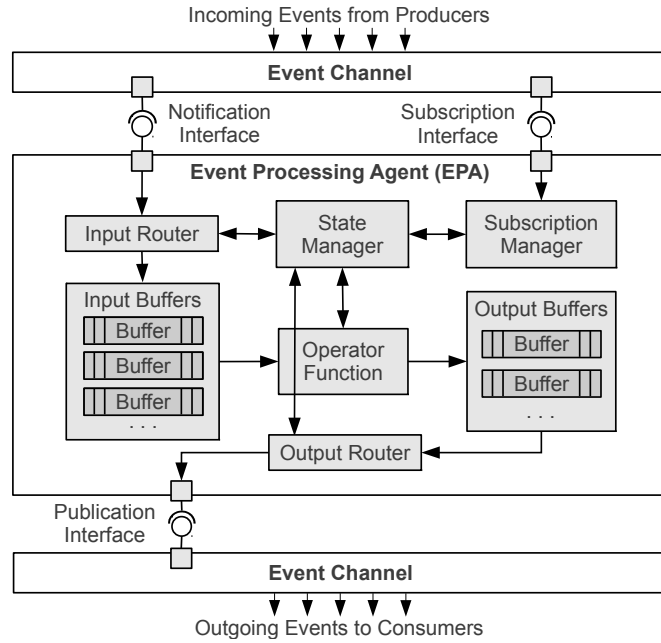 Incoming Events from Producers
Event Channel
Notification
Interface
Subscription
Interface
Event Processing Agent (EPA)
Input Router
State
Manager
Subscription
Manager
Input Buffers
Buffer
Buffer
Buffer
. . .
Operator
Function
Output Buffers
Buffer
Buffer
. . .
Output Router
Publication
Interface
Event Channel
Outgoing Events to Consumers